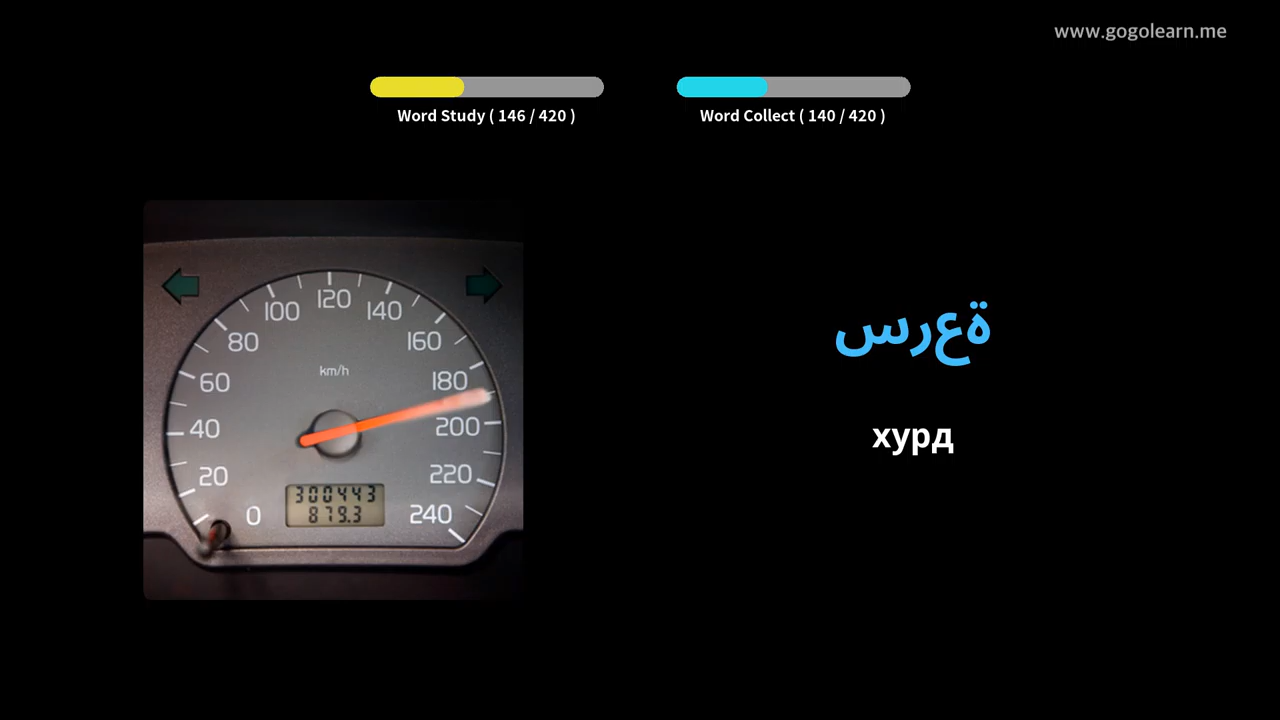 www.gogolearn.me
Word Study ( 146 / 420 )
Word Collect ( 140 / 420 )
100
120
140
80
160
km/h
60
180
40
200
20
220
300443
0
879.3
240
ةعرس
хурд